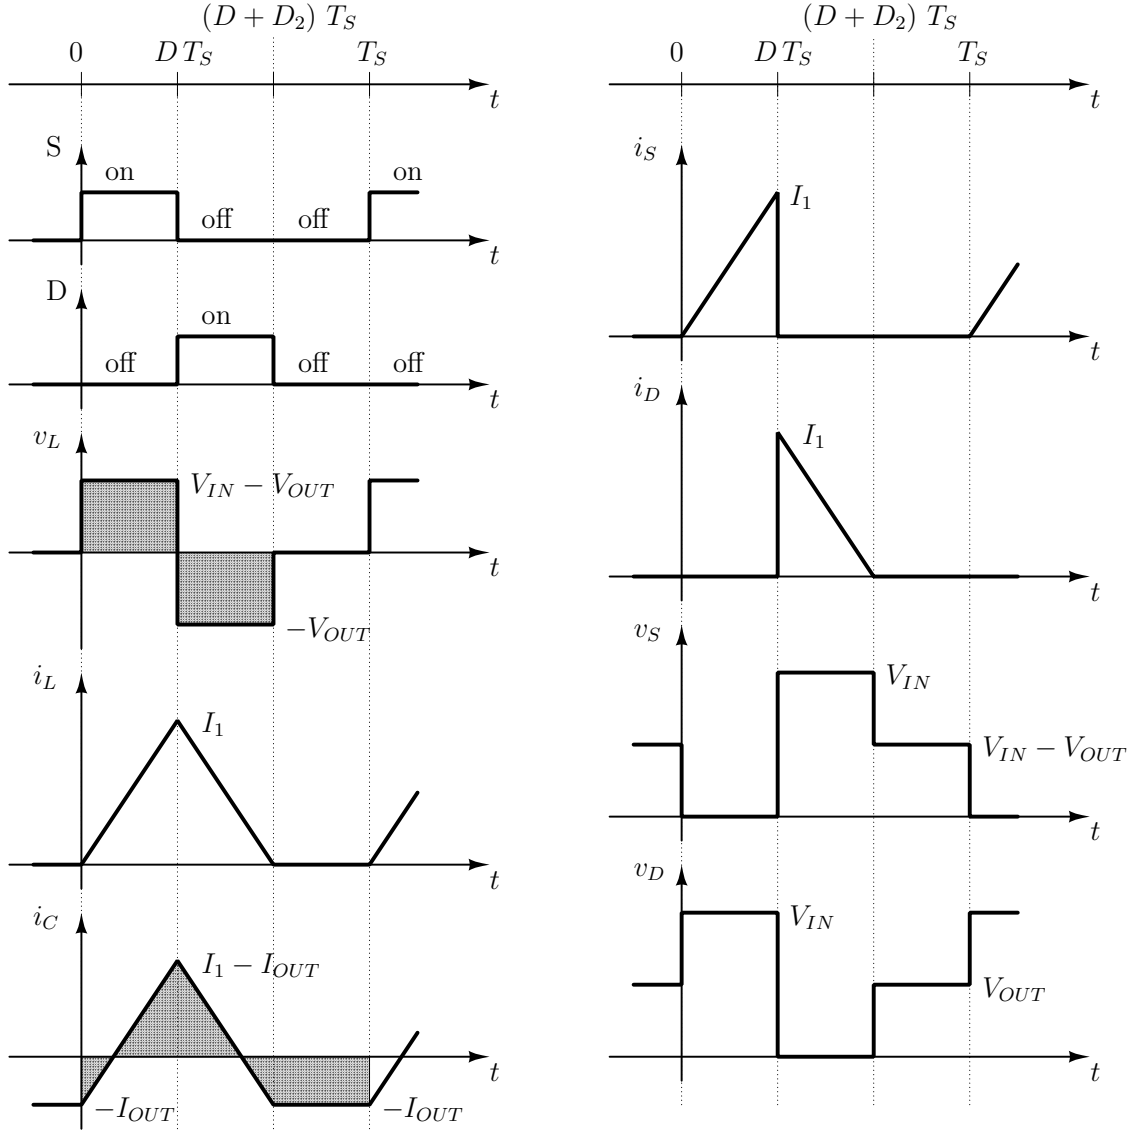 (D + D₂) T_S
0 D T_S T_S
t
S
on on
off off
t
D
on
off off off
t
v_L
V_IN − V_OUT
t
−V_OUT
i_L
I₁
t
i_C
I₁ − I_OUT
t
−I_OUT −I_OUT
(D + D₂) T_S
0 D T_S T_S
t
i_S
I₁
t
i_D
I₁
t
v_S
V_IN
V_IN − V_OUT
t
v_D
V_IN
V_OUT
t